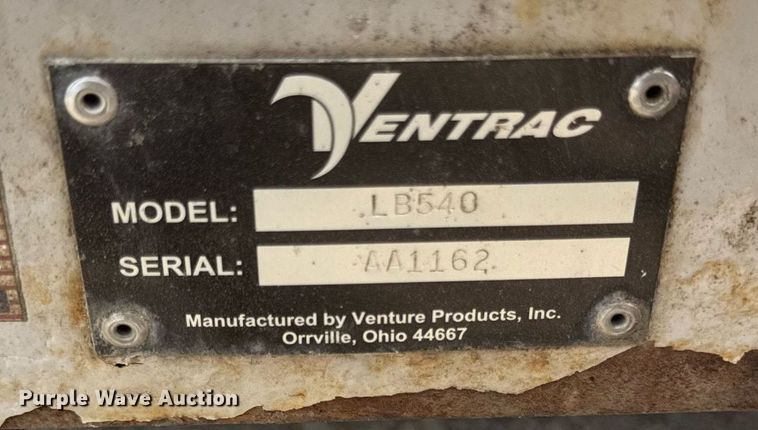 VENTRAC
MODEL: LB540
SERIAL: AA1162
Manufactured by Venture Products, Inc.
Orrville, Ohio 44667
Purple Wave Auction